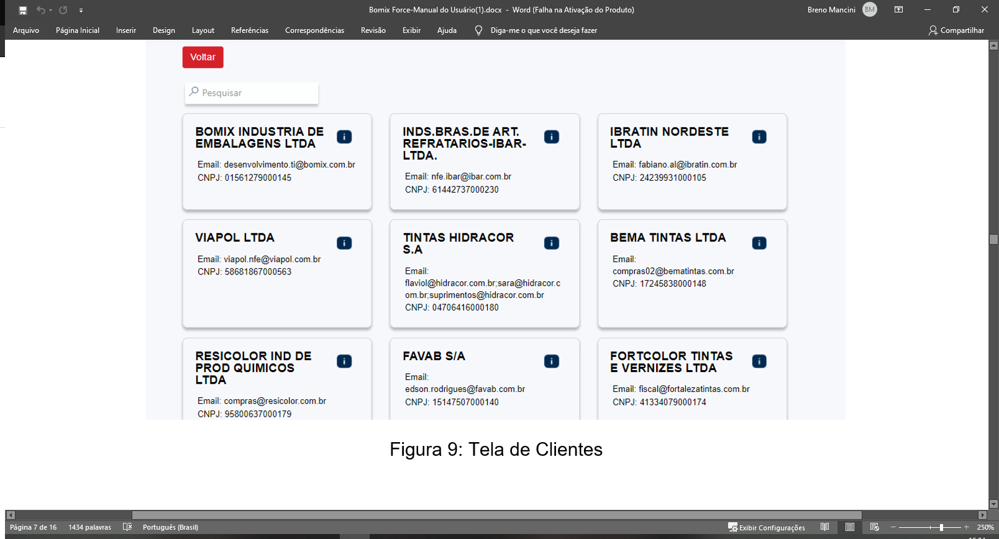 Bomix Force-Manual do Usuário(1).docx - Word (Falha na Ativação do Produto)
Breno Mancini
BM
Arquivo
Página Inicial
Inserir
Design
Layout
Referências
Correspondências
Revisão
Exibir
Ajuda
Diga-me o que você deseja fazer
Compartilhar
Voltar
Pesquisar
BOMIX INDUSTRIA DE
EMBALAGENS LTDA
Email: desenvolvimento.ti@bomix.com.br
CNPJ: 01561279000145
INDS.BRAS.DE ART.
REFRATARIOS-IBAR-
LTDA.
Email: nfe.ibar@ibar.com.br
CNPJ: 61442737000230
IBRATIN NORDESTE
LTDA
Email: fabiano.al@ibratin.com.br
CNPJ: 24239931000105
VIAPOL LTDA
Email: viapol.nfe@viapol.com.br
CNPJ: 58681867000563
TINTAS HIDRACOR
S.A
Email:
flaviol@hidracor.com.br;sara@hidracor.c
om.br;suprimentos@hidracor.com.br
CNPJ: 04706416000180
BEMA TINTAS LTDA
Email:
compras02@bematintas.com.br
CNPJ: 17245838000148
RESICOLOR IND DE
PROD QUIMICOS
LTDA
Email: compras@resicolor.com.br
CNPJ: 95800637000179
FAVAB S/A
Email:
edson.rodrigues@favab.com.br
CNPJ: 15147507000140
FORTCOLOR TINTAS
E VERNIZES LTDA
Email: fiscal@fortalezatintas.com.br
CNPJ: 41334079000174
Figura 9: Tela de Clientes
Página 7 de 16
1434 palavras
Português (Brasil)
Exibir Configurações
250%